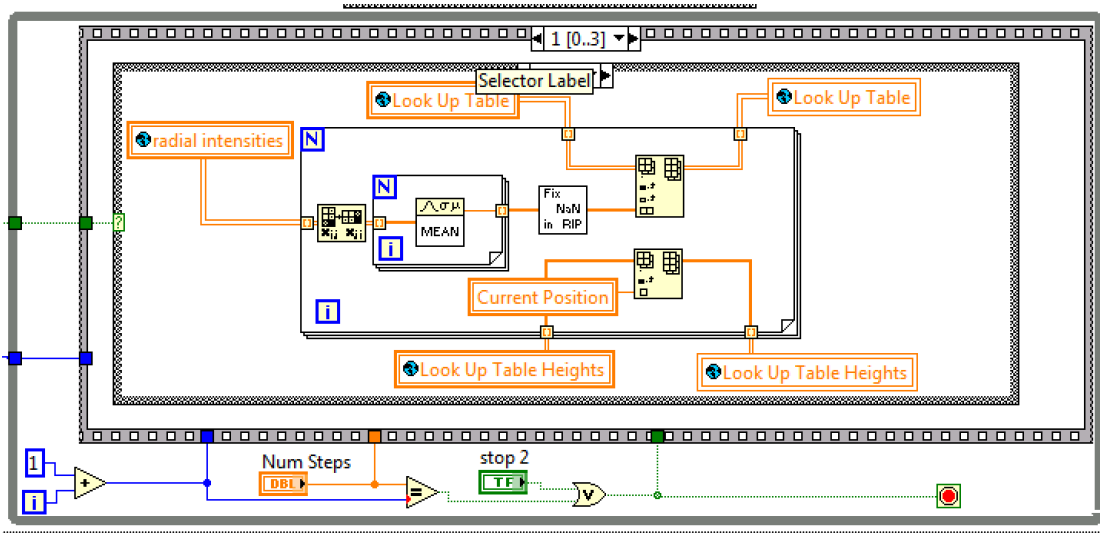 1 [0..3]
Selector Label
Look Up Table
Look Up Table
radial intensities
N
N
MEAN
i
Fix
NaN
in RIP
Current Position
i
Look Up Table Heights
Look Up Table Heights
?
1
i
Num Steps
DBL
stop 2
TF